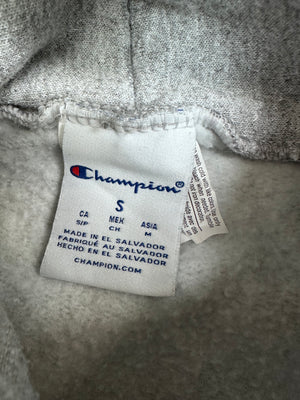 Champion®
S
CA MEX ASIA
S/P CH M
MADE IN EL SALVADOR
FABRIQUÉ AU SALVADOR
HECHO EN EL SALVADOR
CHAMPION.COM